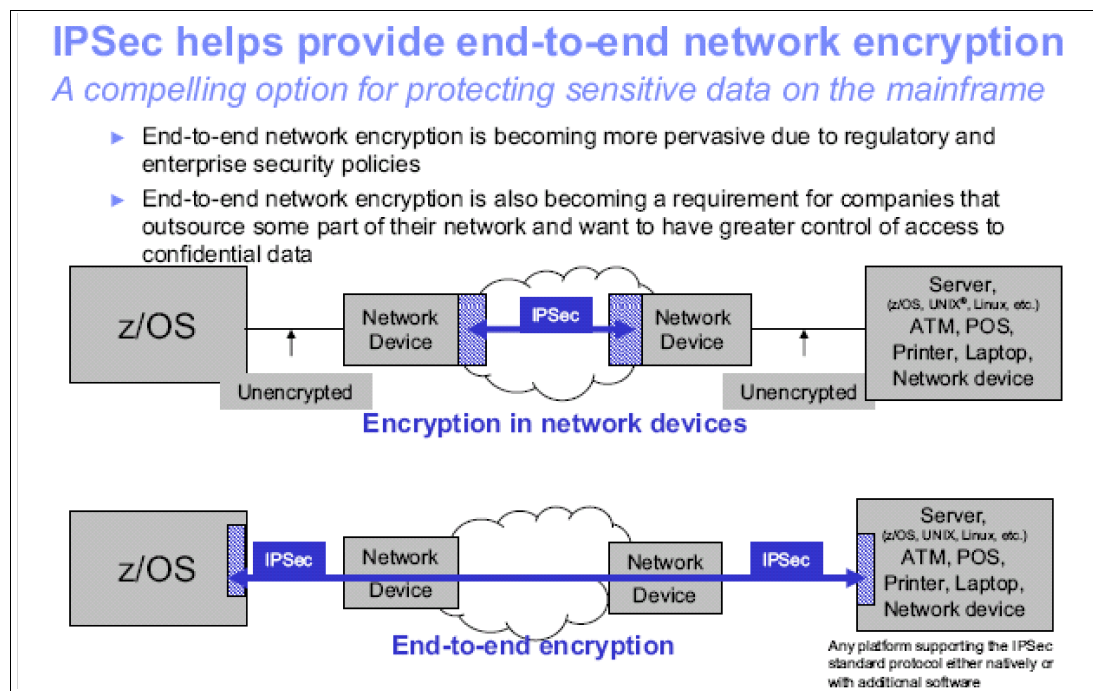 IPSec helps provide end-to-end network encryption
A compelling option for protecting sensitive data on the mainframe
► End-to-end network encryption is becoming more pervasive due to regulatory and
enterprise security policies
► End-to-end network encryption is also becoming a requirement for companies that
outsource some part of their network and want to have greater control of access to
confidential data
z/OS
Network
Device
IPSec
Network
Device
Server,
(z/OS, UNIX®, Linux, etc.)
ATM, POS,
Printer, Laptop,
Network device
Unencrypted
Unencrypted
Encryption in network devices
z/OS
IPSec
Network
Device
Network
Device
IPSec
Server,
(z/OS, UNIX, Linux, etc.)
ATM, POS,
Printer, Laptop,
Network device
End-to-end encryption
Any platform supporting the IPSec
standard protocol either natively or
with additional software